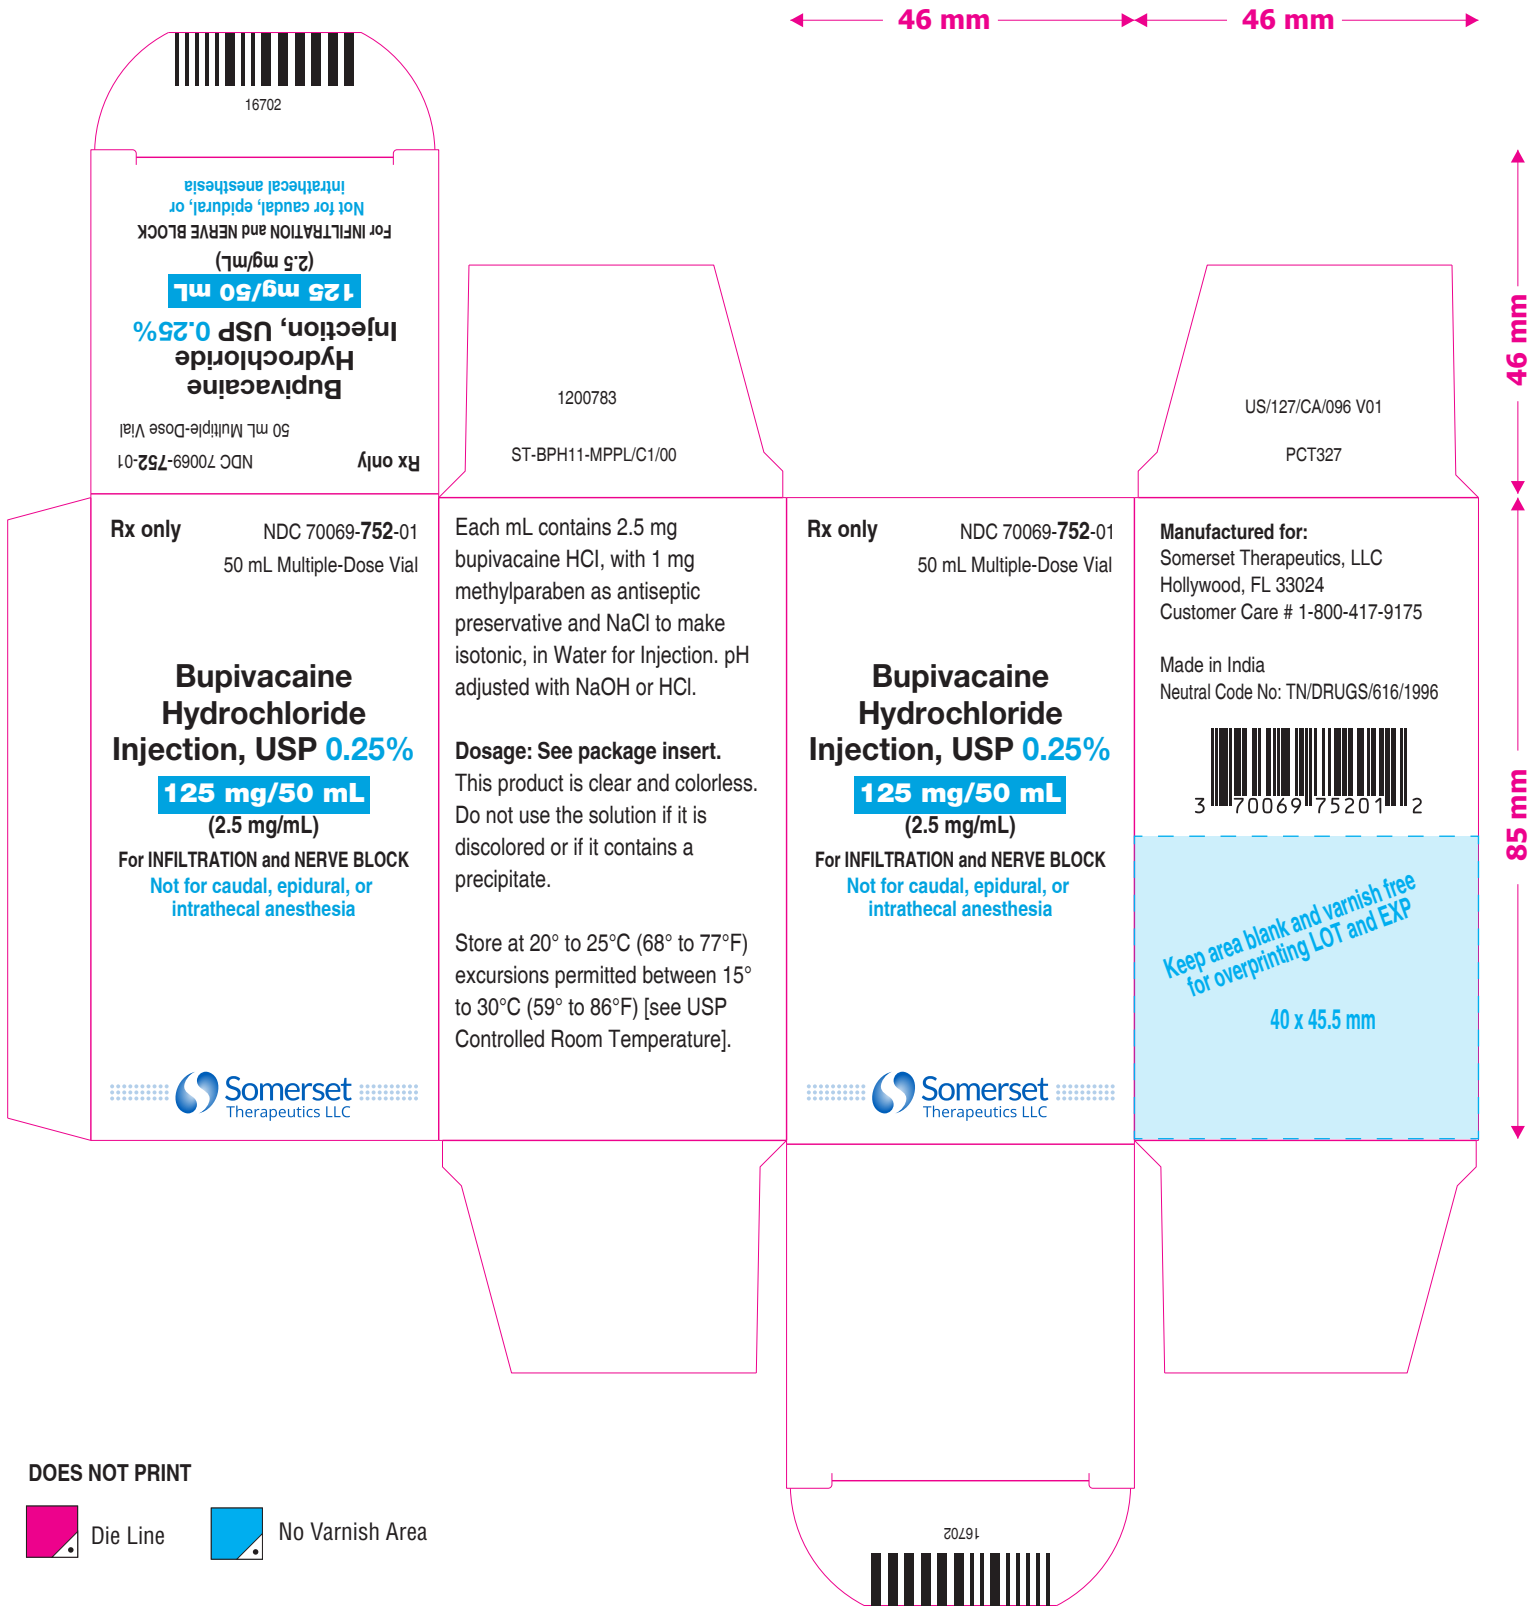 46 mm
46 mm
16702
Rx only
NDC 70069-752-01
50 mL Multiple-Dose Vial
Bupivacaine
Hydrochloride
Injection, USP 0.25%
125 mg/50 mL
(2.5 mg/mL)
For INFILTRATION and NERVE BLOCK
Not for caudal, epidural, or
intrathecal anesthesia
1200783
ST-BPH11-MPPL/C1/00
US/127/CA/096 V01
PCT327
46 mm
Rx only
NDC 70069-752-01
50 mL Multiple-Dose Vial
Bupivacaine
Hydrochloride
Injection, USP 0.25%
125 mg/50 mL
(2.5 mg/mL)
For INFILTRATION and NERVE BLOCK
Not for caudal, epidural, or
intrathecal anesthesia
Somerset
Therapeutics LLC
Each mL contains 2.5 mg
bupivacaine HCl, with 1 mg
methylparaben as antiseptic
preservative and NaCl to make
isotonic, in Water for Injection. pH
adjusted with NaOH or HCl.
Dosage: See package insert.
This product is clear and colorless.
Do not use the solution if it is
discolored or if it contains a
precipitate.
Store at 20° to 25°C (68° to 77°F)
excursions permitted between 15°
to 30°C (59° to 86°F) [see USP
Controlled Room Temperature].
Rx only
NDC 70069-752-01
50 mL Multiple-Dose Vial
Bupivacaine
Hydrochloride
Injection, USP 0.25%
125 mg/50 mL
(2.5 mg/mL)
For INFILTRATION and NERVE BLOCK
Not for caudal, epidural, or
intrathecal anesthesia
Somerset
Therapeutics LLC
Manufactured for:
Somerset Therapeutics, LLC
Hollywood, FL 33024
Customer Care # 1-800-417-9175
Made in India
Neutral Code No: TN/DRUGS/616/1996
3 70069 75201 2
Keep area blank and varnish free
for overprinting LOT and EXP
40 x 45.5 mm
85 mm
16702
DOES NOT PRINT
Die Line
No Varnish Area